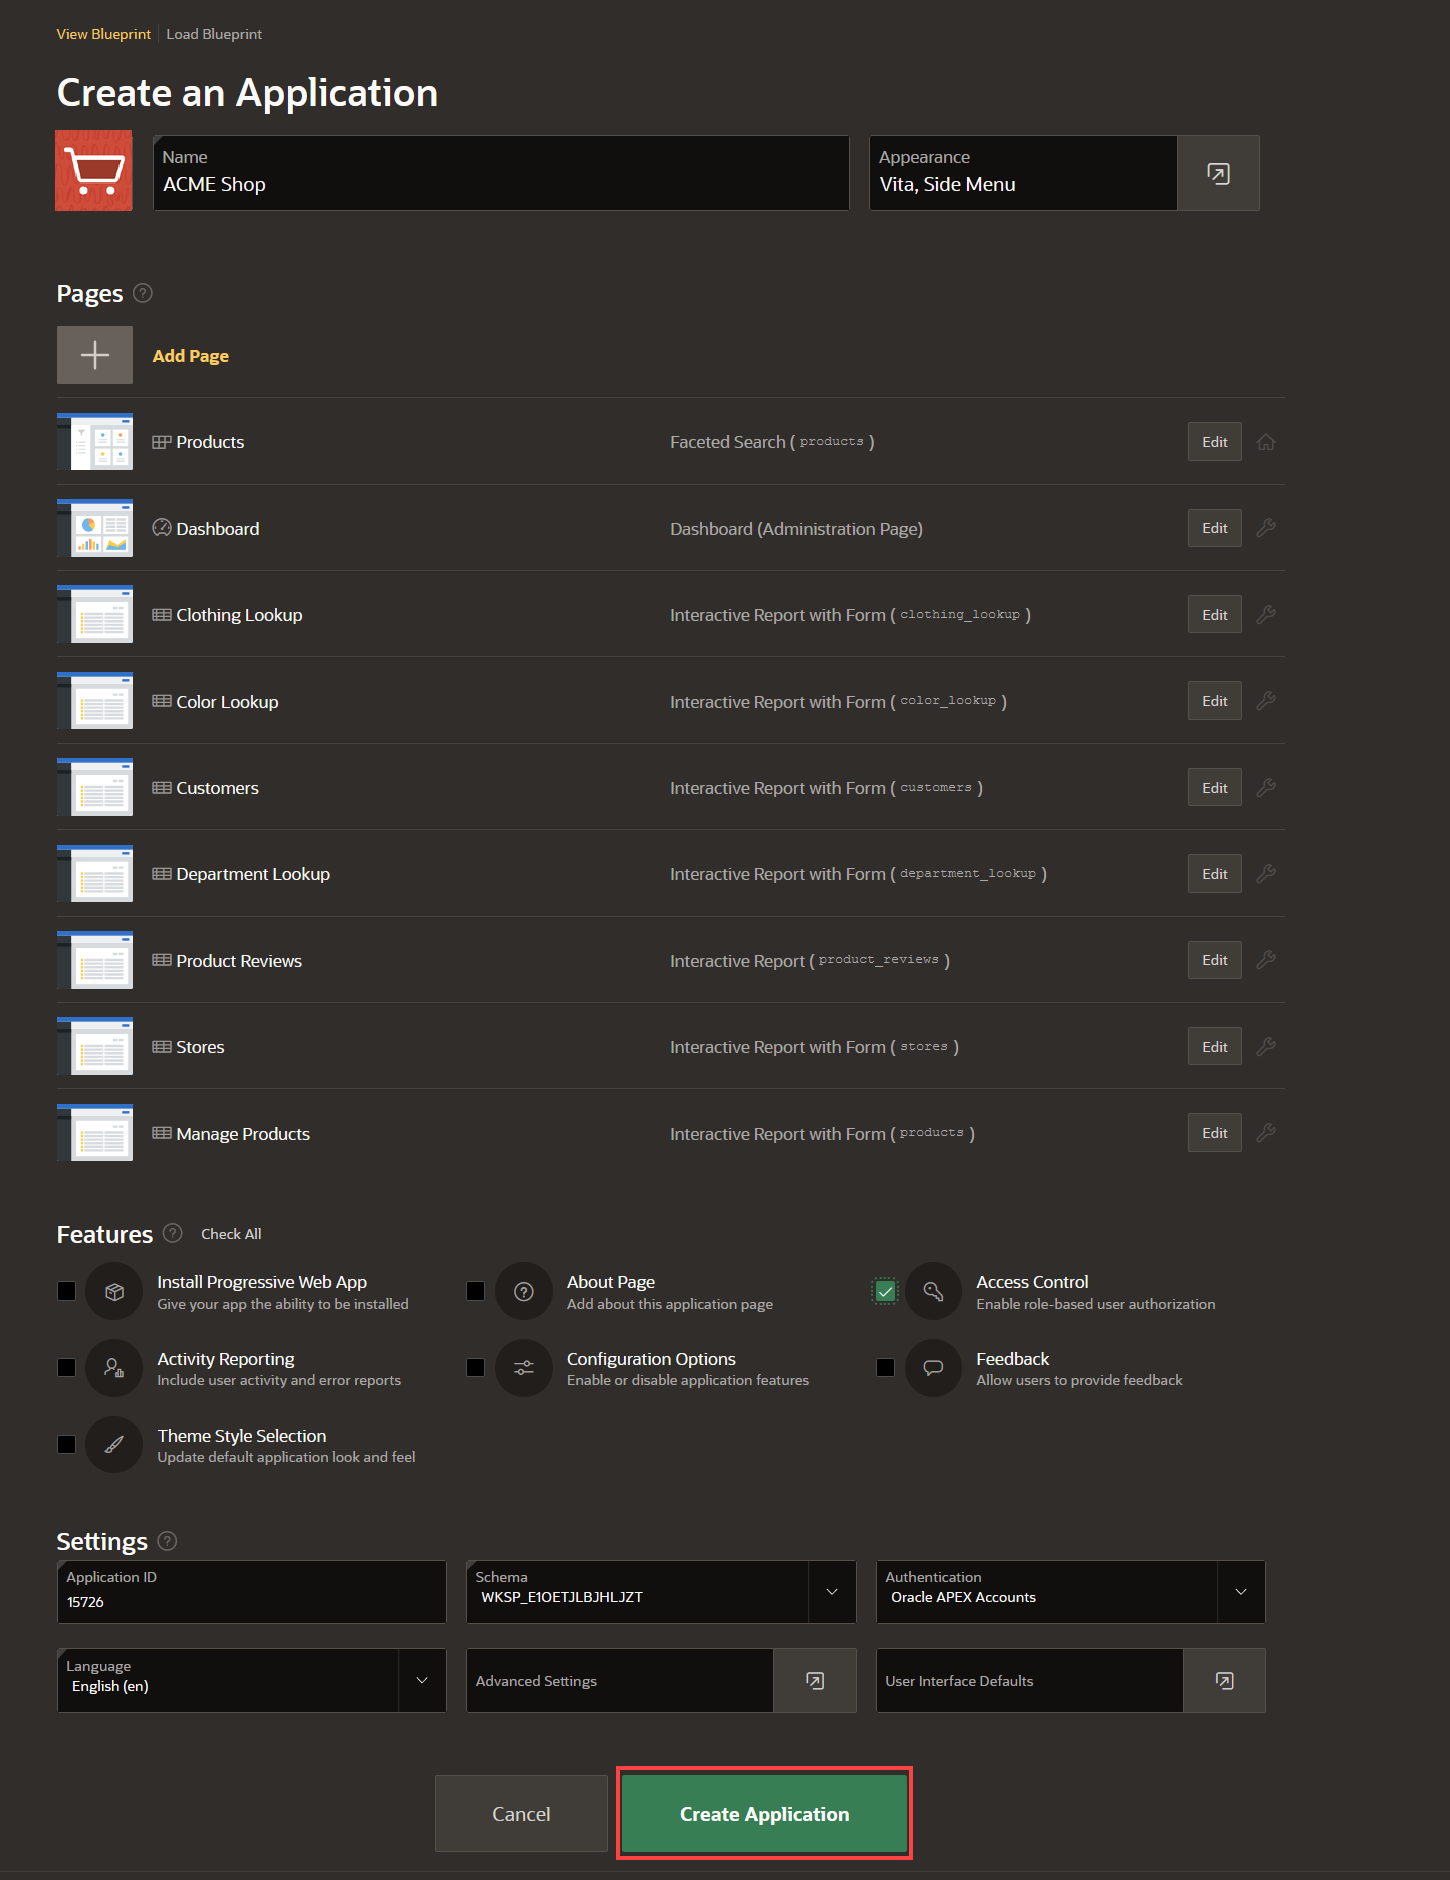 View Blueprint | Load Blueprint
Create an Application
Name
ACME Shop
Appearance
Vita, Side Menu
Pages
Add Page
Products Faceted Search ( products ) Edit
Dashboard Dashboard (Administration Page) Edit
Clothing Lookup Interactive Report with Form ( clothing_lookup ) Edit
Color Lookup Interactive Report with Form ( color_lookup ) Edit
Customers Interactive Report with Form ( customers ) Edit
Department Lookup Interactive Report with Form ( department_lookup ) Edit
Product Reviews Interactive Report ( product_reviews ) Edit
Stores Interactive Report with Form ( stores ) Edit
Manage Products Interactive Report with Form ( products ) Edit
Features Check All
Install Progressive Web App
Give your app the ability to be installed
About Page
Add about this application page
Access Control
Enable role-based user authorization
Activity Reporting
Include user activity and error reports
Configuration Options
Enable or disable application features
Feedback
Allow users to provide feedback
Theme Style Selection
Update default application look and feel
Settings
Application ID
15726
Schema
WKSP_E1OETJLBJHLJZT
Authentication
Oracle APEX Accounts
Language
English (en)
Advanced Settings
User Interface Defaults
Cancel
Create Application